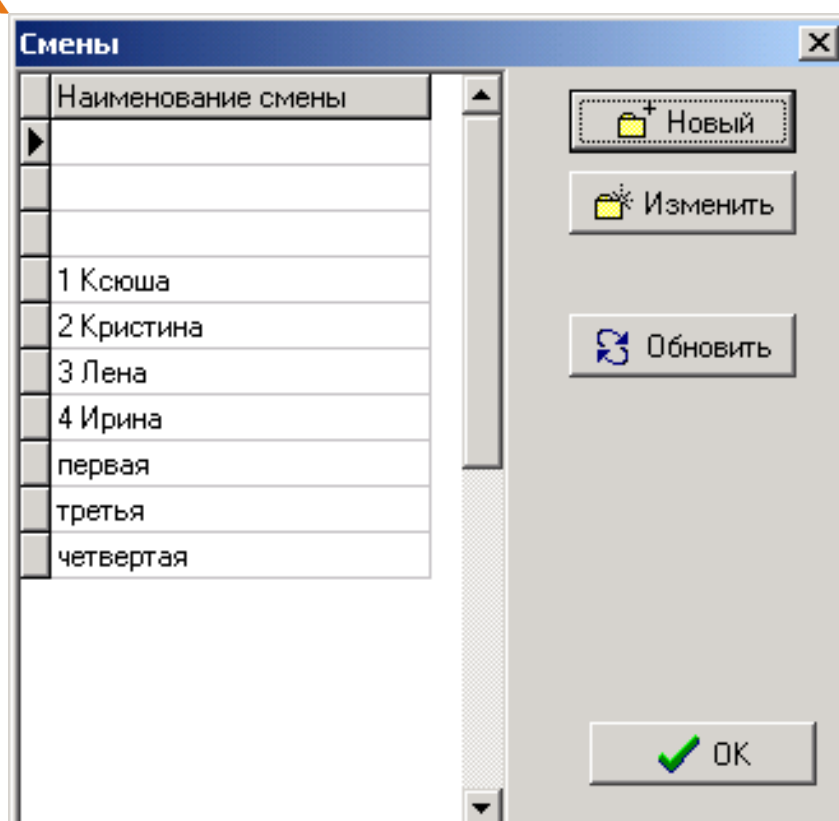 Смены
Наименование смены
1 Ксюша
2 Кристина
3 Лена
4 Ирина
первая
третья
четвертая
Новый
Изменить
Обновить
OK